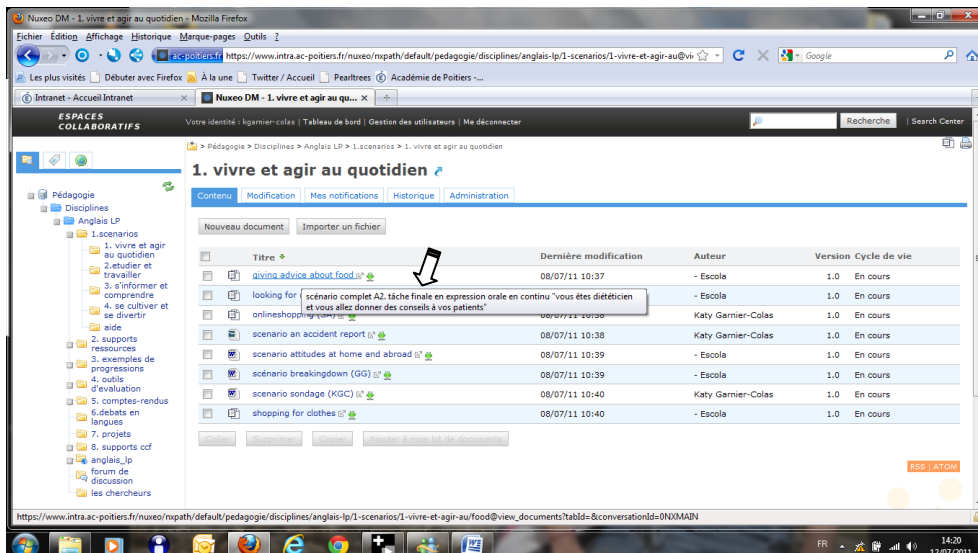 Nuxeo DM - 1. vivre et agir au quotidien - Mozilla Firefox
Fichier Édition Affichage Historique Marque-pages Outils ?
ac-poitiers.fr https://www.intra.ac-poitiers.fr/nuxeo/nxpath/default/pedagogie/disciplines/anglais-lp/1-scenarios/1-vivre-et-agir-au@vi
Google
Les plus visités Débuter avec Firefox À la une Twitter / Accueil Pearltrees Académie de Poitiers -...
Intranet - Accueil Intranet
Nuxeo DM - 1. vivre et agir au qu...
ESPACES
COLLABORATIFS
Votre identité : kgarnier-colas | Tableau de bord | Gestion des utilisateurs | Me déconnecter
Recherche | Search Center
Pédagogie > Disciplines > Anglais LP > 1.scenarios > 1. vivre et agir au quotidien
1. vivre et agir au quotidien
Contenu Modification Mes notifications Historique Administration
Nouveau document Importer un fichier
Pédagogie
Disciplines
Anglais LP
1.scenarios
1. vivre et agir
au quotidien
2.etudier et
travailler
3. s'informer et
comprendre
4. se cultiver et
se divertir
aide
2. supports
ressources
3. exemples de
progressions
4. outils
d'evaluation
5. comptes-rendus
6.debats en
langues
7. projets
8. supports ccf
anglais_lp
forum de
discussion
les chercheurs
Titre Dernière modification Auteur Version Cycle de vie
giving advice about food 08/07/11 10:37 - Escola 1.0 En cours
looking for - Escola 1.0 En cours
scénario complet A2. tâche finale en expression orale en continu "vous êtes diététicien
et vous allez donner des conseils à vos patients"
onlineshopping (SA) 08/07/11 10:38 Katy Garnier-Colas 1.0 En cours
scenario an accident report 08/07/11 10:38 Katy Garnier-Colas 1.0 En cours
scenario attitudes at home and abroad 08/07/11 10:39 - Escola 1.0 En cours
scénario breakingdown (GG) 08/07/11 10:39 - Escola 1.0 En cours
scenario sondage (KGC) 08/07/11 10:40 Katy Garnier-Colas 1.0 En cours
shopping for clothes 08/07/11 10:40 - Escola 1.0 En cours
Coller Supprimer Copier Ajouter à mon lot de documents
RSS | ATOM
https://www.intra.ac-poitiers.fr/nuxeo/nxpath/default/pedagogie/disciplines/anglais-lp/1-scenarios/1-vivre-et-agir-au/food@view_documents?tabId=&conversationId=0NXMAIN
FR
14:20
12/07/201